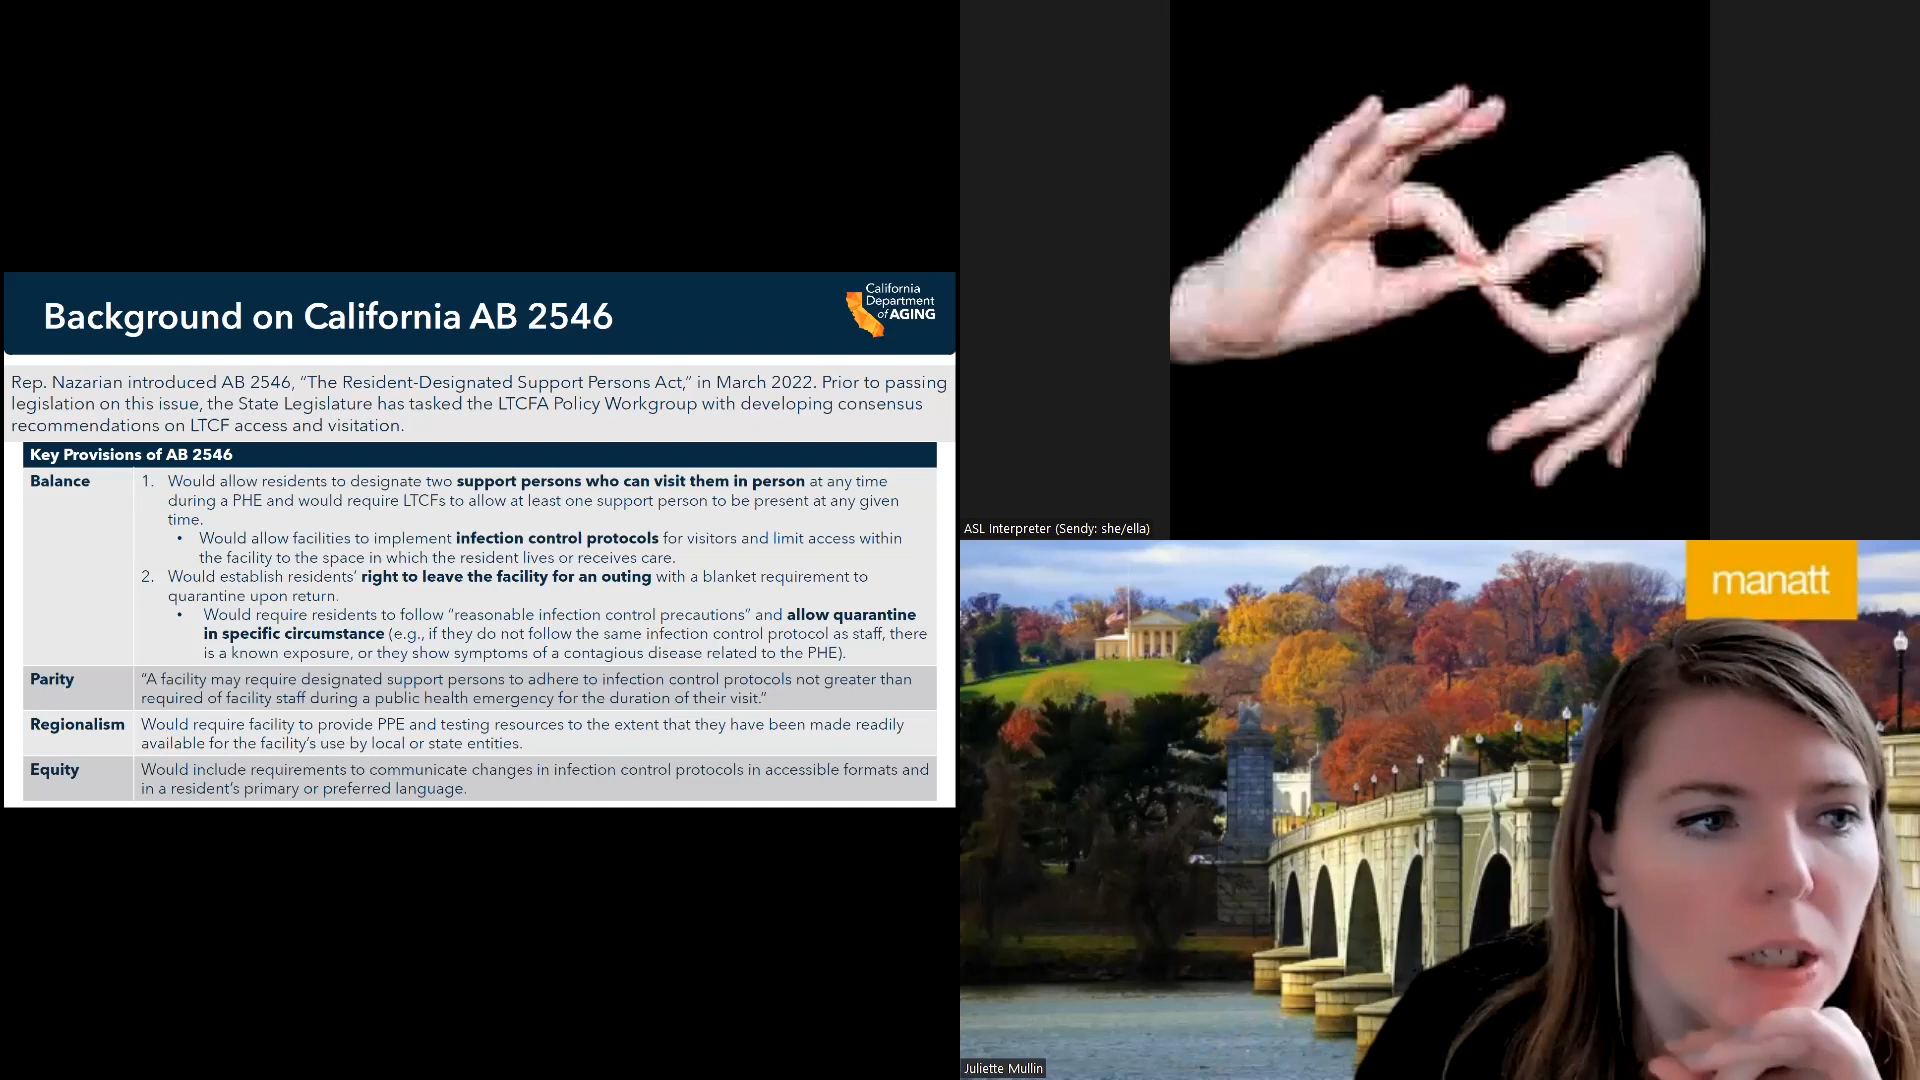 Background on California AB 2546
California
Department
of AGING
Rep. Nazarian introduced AB 2546, “The Resident-Designated Support Persons Act,” in March 2022. Prior to passing
legislation on this issue, the State Legislature has tasked the LTCFA Policy Workgroup with developing consensus
recommendations on LTCF access and visitation.
Key Provisions of AB 2546
Balance
1. Would allow residents to designate two support persons who can visit them in person at any time
during a PHE and would require LTCFs to allow at least one support person to be present at any given
time.
• Would allow facilities to implement infection control protocols for visitors and limit access within
the facility to the space in which the resident lives or receives care.
2. Would establish residents’ right to leave the facility for an outing with a blanket requirement to
quarantine upon return.
• Would require residents to follow “reasonable infection control precautions” and allow quarantine
in specific circumstance (e.g., if they do not follow the same infection control protocol as staff, there
is a known exposure, or they show symptoms of a contagious disease related to the PHE).
Parity
“A facility may require designated support persons to adhere to infection control protocols not greater than
required of facility staff during a public health emergency for the duration of their visit.”
Regionalism
Would require facility to provide PPE and testing resources to the extent that they have been made readily
available for the facility’s use by local or state entities.
Equity
Would include requirements to communicate changes in infection control protocols in accessible formats and
in a resident’s primary or preferred language.
ASL Interpreter (Sendy: she/ella)
manatt
Juliette Mullin